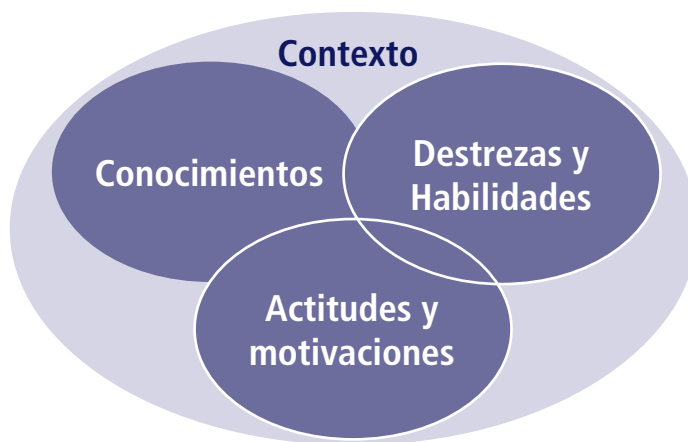 Contexto
Conocimientos
Destrezas y
Habilidades
Actitudes y
motivaciones